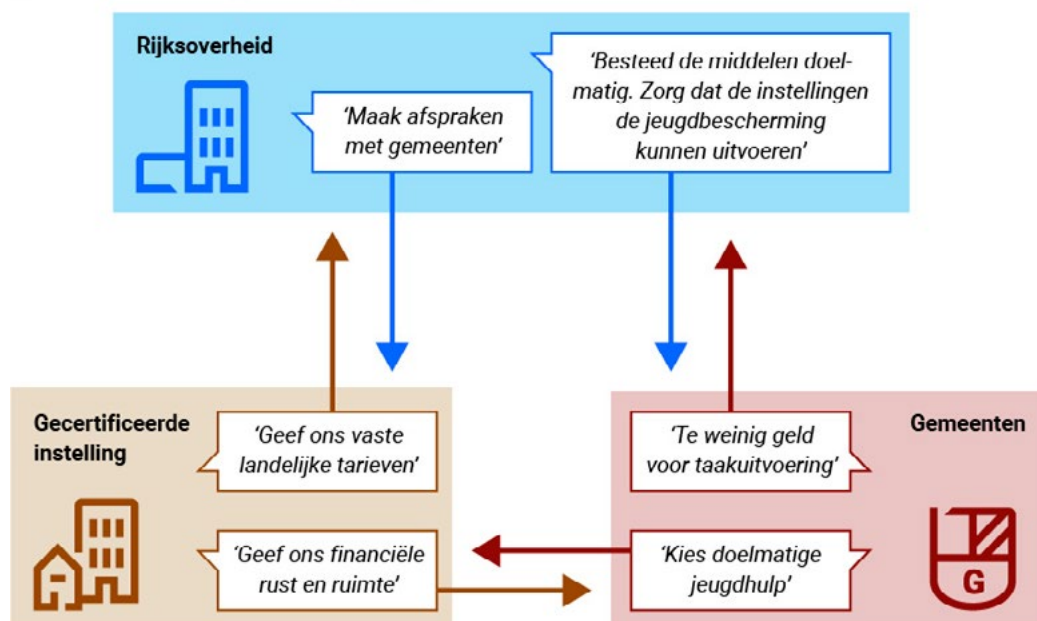 Rijksoverheid
‘Maak afspraken
met gemeenten’
‘Besteed de middelen doel-
matig. Zorg dat de instellingen
de jeugdbescherming
kunnen uitvoeren’
Gecertificeerde
instelling
‘Geef ons vaste
landelijke tarieven’
‘Geef ons financiële
rust en ruimte’
‘Te weinig geld
voor taakuitvoering’
Gemeenten
‘Kies doelmatige
jeugdhulp’
G